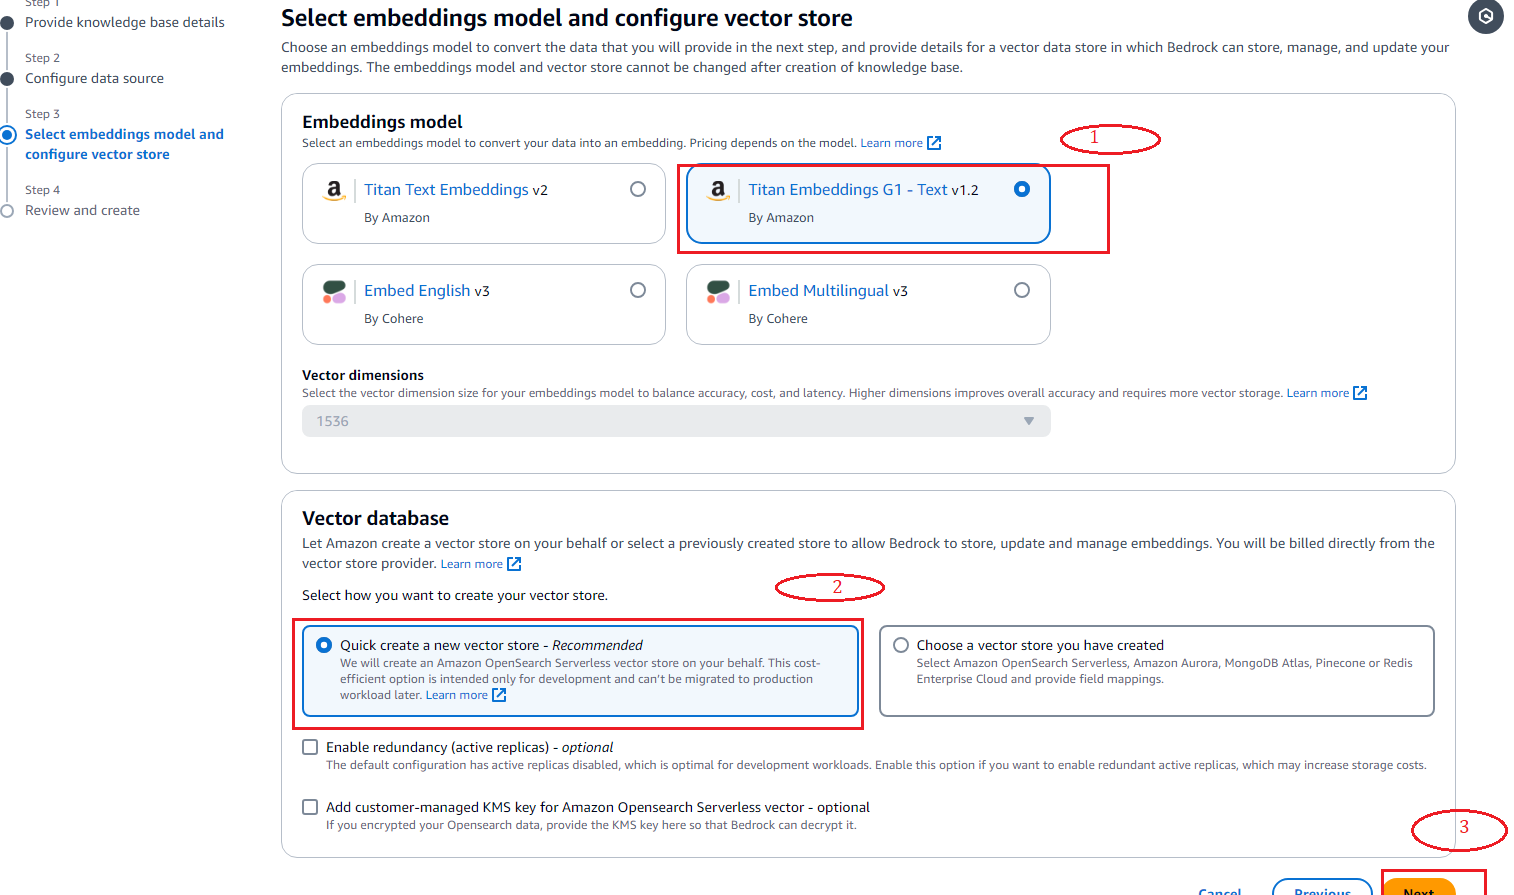 Step 1
Provide knowledge base details
Step 2
Configure data source
Step 3
Select embeddings model and
configure vector store
Step 4
Review and create
Select embeddings model and configure vector store
Choose an embeddings model to convert the data that you will provide in the next step, and provide details for a vector data store in which Bedrock can store, manage, and update your
embeddings. The embeddings model and vector store cannot be changed after creation of knowledge base.
Embeddings model
1
Select an embeddings model to convert your data into an embedding. Pricing depends on the model. Learn more
Titan Text Embeddings v2
By Amazon
Titan Embeddings G1 - Text v1.2
By Amazon
Embed English v3
By Cohere
Embed Multilingual v3
By Cohere
Vector dimensions
Select the vector dimension size for your embeddings model to balance accuracy, cost, and latency. Higher dimensions improves overall accuracy and requires more vector storage. Learn more
1536
Vector database
Let Amazon create a vector store on your behalf or select a previously created store to allow Bedrock to store, update and manage embeddings. You will be billed directly from the
vector store provider. Learn more
2
Select how you want to create your vector store.
Quick create a new vector store - Recommended
We will create an Amazon OpenSearch Serverless vector store on your behalf. This cost-
efficient option is intended only for development and can't be migrated to production
workload later. Learn more
Choose a vector store you have created
Select Amazon OpenSearch Serverless, Amazon Aurora, MongoDB Atlas, Pinecone or Redis
Enterprise Cloud and provide field mappings.
Enable redundancy (active replicas) - optional
The default configuration has active replicas disabled, which is optimal for development workloads. Enable this option if you want to enable redundant active replicas, which may increase storage costs.
Add customer-managed KMS key for Amazon Opensearch Serverless vector - optional
If you encrypted your Opensearch data, provide the KMS key here so that Bedrock can decrypt it.
3
Cancel
Previous
Next